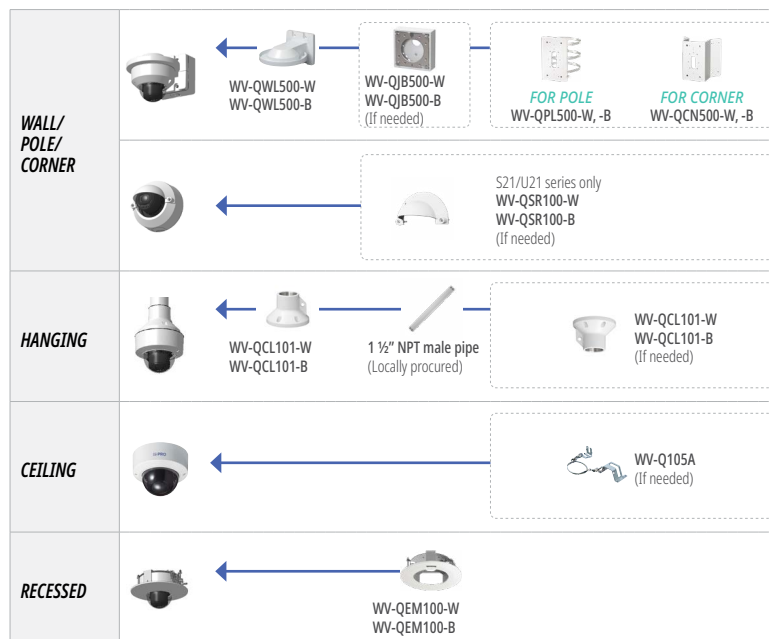 WALL/
POLE/
CORNER
WV-QWL500-W
WV-QWL500-B
WV-QJB500-W
WV-QJB500-B
(If needed)
FOR POLE
WV-QPL500-W, -B
FOR CORNER
WV-QCN500-W, -B
S21/U21 series only
WV-QSR100-W
WV-QSR100-B
(If needed)
HANGING
WV-QCL101-W
WV-QCL101-B
1 ½” NPT male pipe
(Locally procured)
WV-QCL101-W
WV-QCL101-B
(If needed)
CEILING
WV-Q105A
(If needed)
RECESSED
WV-QEM100-W
WV-QEM100-B